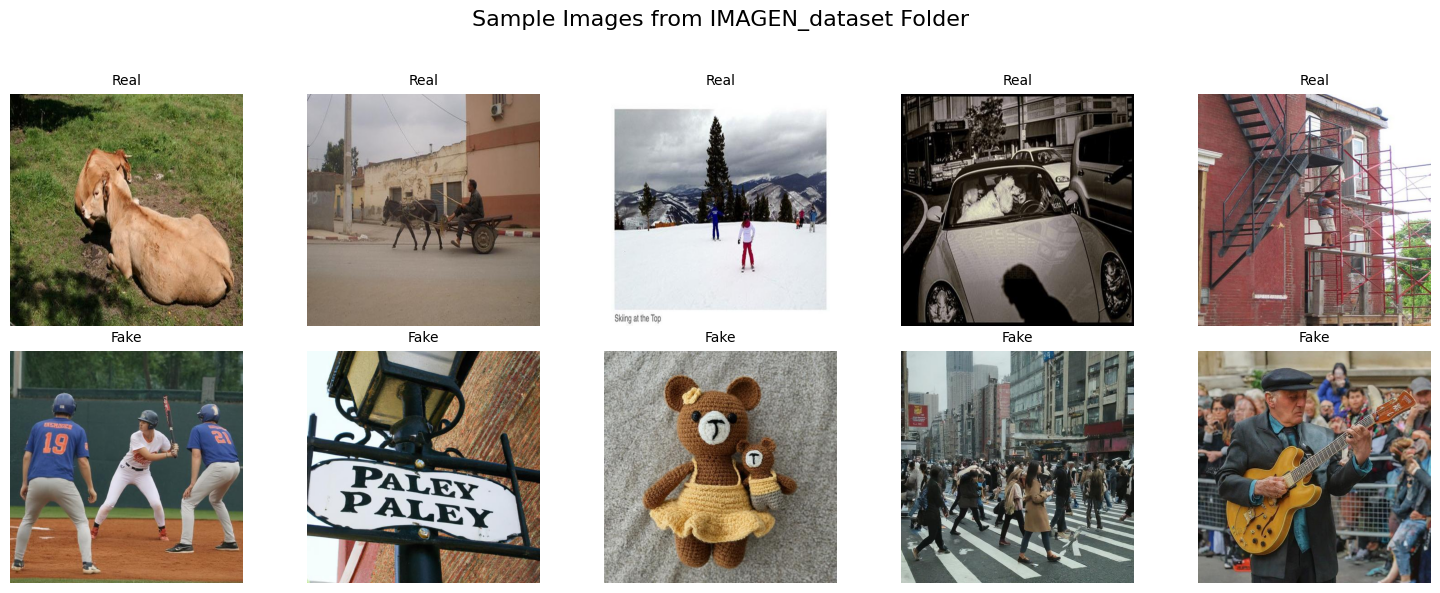 Sample Images from IMAGEN_dataset Folder
Real
Real
Real
Real
Real
Skiing at the Top
Fake
Fake
Fake
Fake
Fake
19
21
PALEY
PALEY